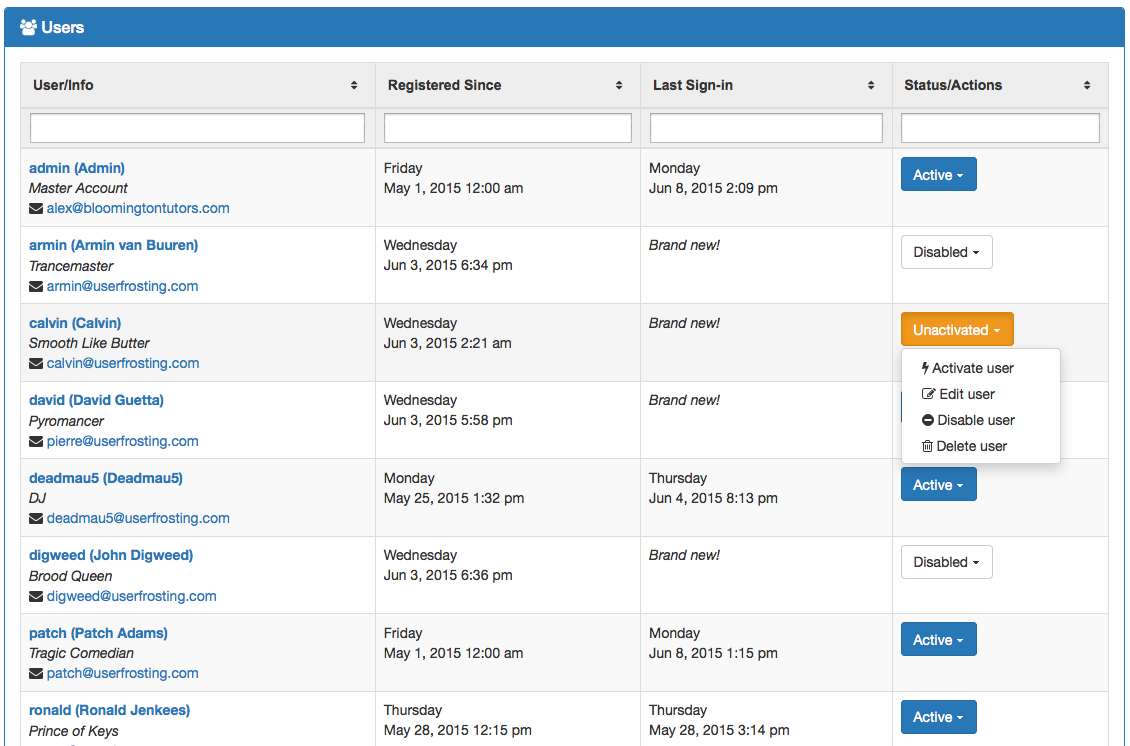 Users
User/Info Registered Since Last Sign-in Status/Actions
admin (Admin)
Master Account
alex@bloomingtontutors.com
Friday
May 1, 2015 12:00 am
Monday
Jun 8, 2015 2:09 pm
Active
armin (Armin van Buuren)
Trancemaster
armin@userfrosting.com
Wednesday
Jun 3, 2015 6:34 pm
Brand new!
Disabled
calvin (Calvin)
Smooth Like Butter
calvin@userfrosting.com
Wednesday
Jun 3, 2015 2:21 am
Brand new!
Unactivated
Activate user
Edit user
Disable user
Delete user
david (David Guetta)
Pyromancer
pierre@userfrosting.com
Wednesday
Jun 3, 2015 5:58 pm
Brand new!
deadmau5 (Deadmau5)
DJ
deadmau5@userfrosting.com
Monday
May 25, 2015 1:32 pm
Thursday
Jun 4, 2015 8:13 pm
Active
digweed (John Digweed)
Brood Queen
digweed@userfrosting.com
Wednesday
Jun 3, 2015 6:36 pm
Brand new!
Disabled
patch (Patch Adams)
Tragic Comedian
patch@userfrosting.com
Friday
May 1, 2015 12:00 am
Monday
Jun 8, 2015 1:15 pm
Active
ronald (Ronald Jenkees)
Prince of Keys
Thursday
May 28, 2015 12:15 pm
Thursday
May 28, 2015 3:14 pm
Active